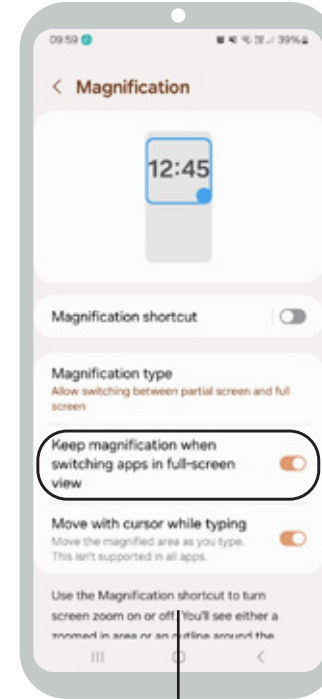 09:59 39%
Magnification
12:45
Magnification shortcut
Magnification type
Allow switching between partial screen and full
screen
Keep magnification when
switching apps in full-screen
view
Move with cursor while typing
Move the magnified area as you type.
This isn't supported in all apps.
Use the Magnification shortcut to turn
screen zoom on or off. You'll see either a
zoomed in area or an outline around the